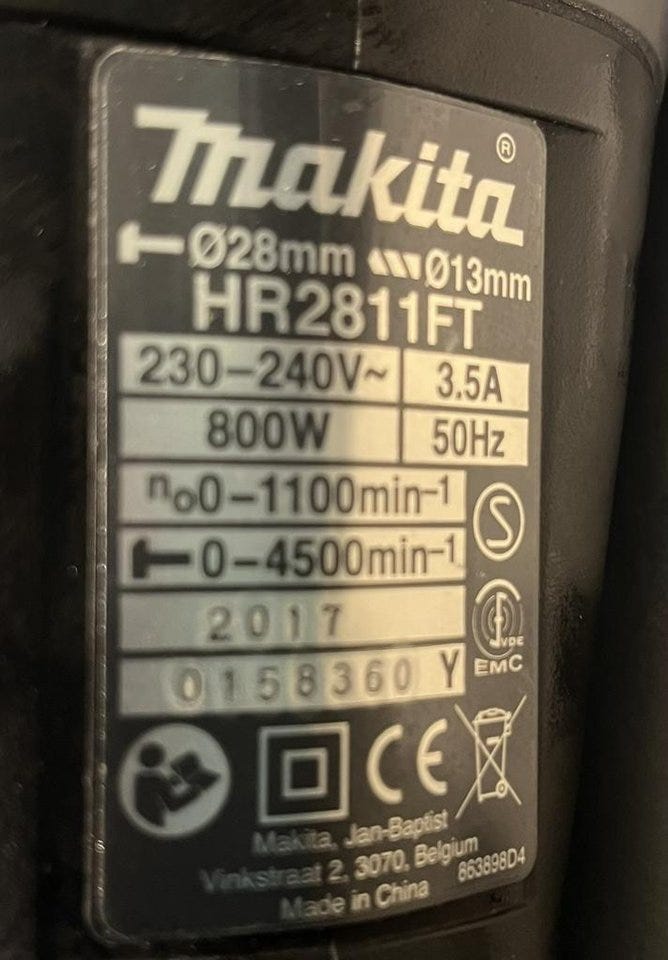 makita®
Ø28mm Ø13mm
HR2811FT
230–240V~ 3.5A
800W 50Hz
no0–1100min-1
0–4500min-1
S
2017
VDE
EMC
0158360 Y
CE
Makita, Jan-Baptist
Vinkstraat 2, 3070, Belgium
863898D4
Made in China